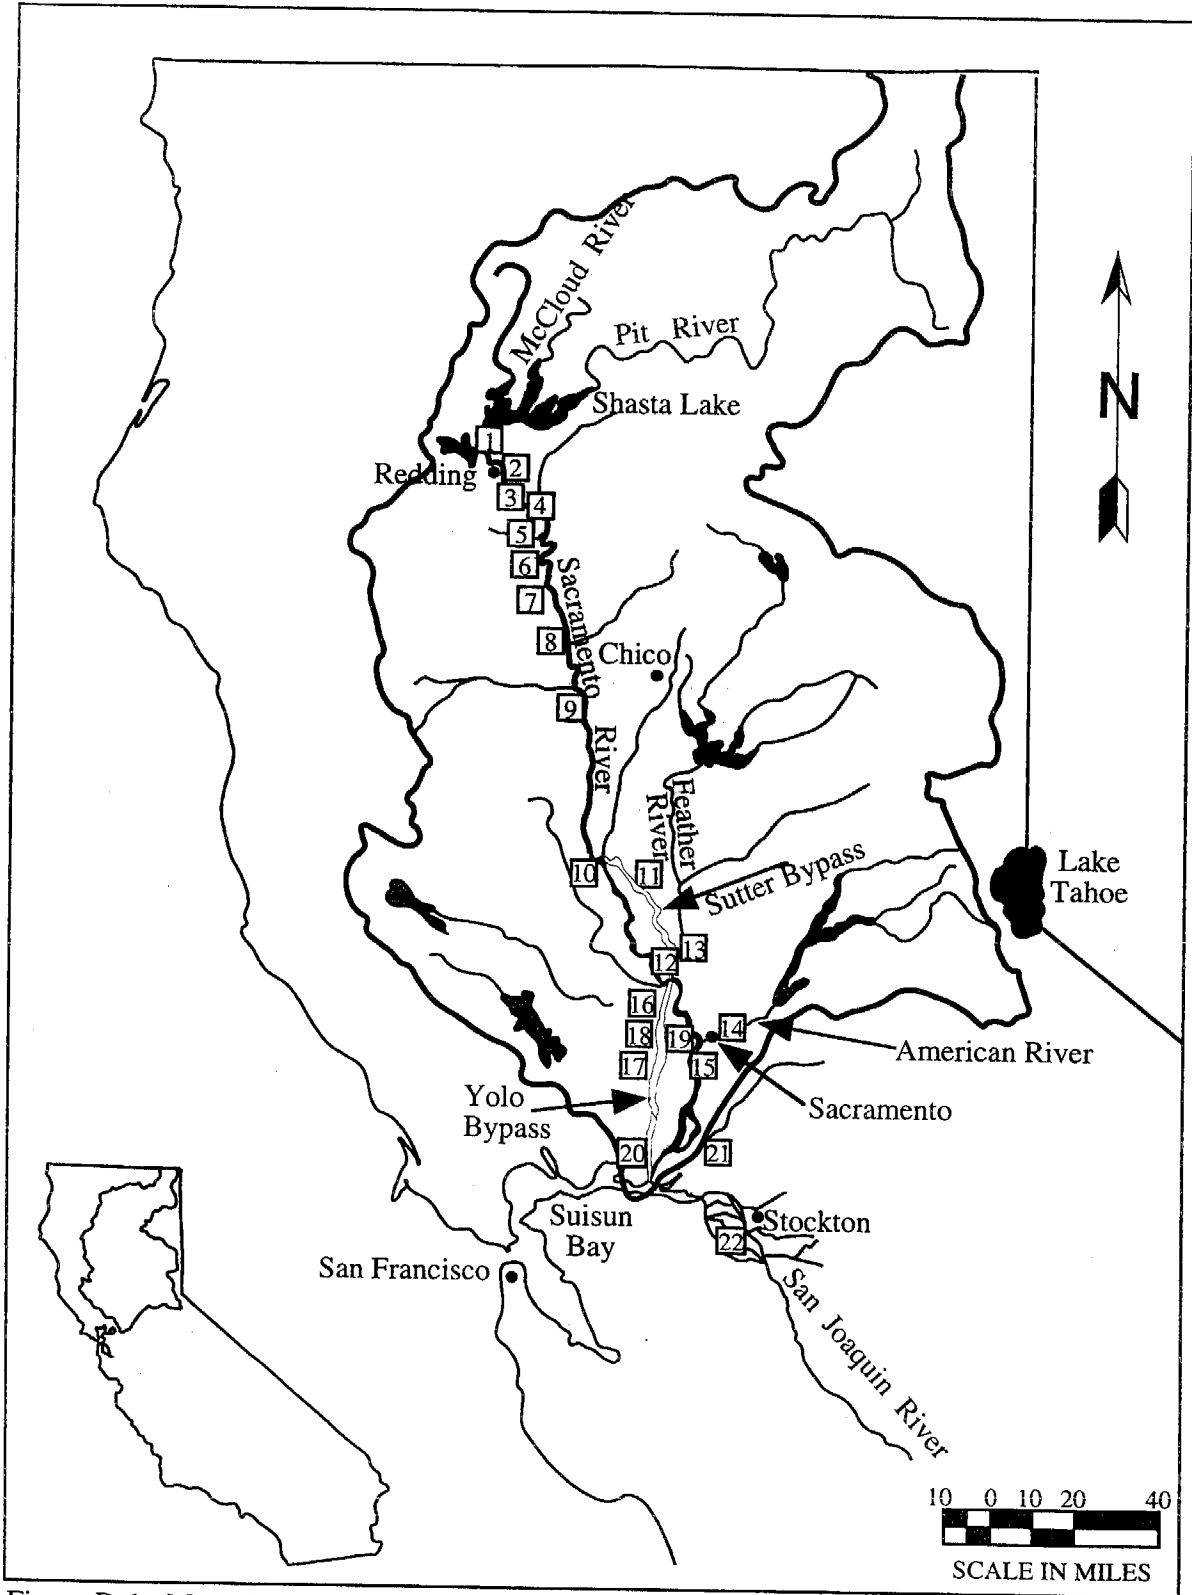 McCloud River
Pit River
Shasta Lake
1
Redding
2
3
4
5
6
Sacramento River
7
8
Chico
9
Feather River
10
11
Sutter Bypass
Lake
Tahoe
13
12
16
14
18
19
American River
17
15
Yolo
Bypass
Sacramento
20
21
Suisun
Bay
Stockton
22
San Francisco
San Joaquin River
N
10 0 10 20 40
SCALE IN MILES